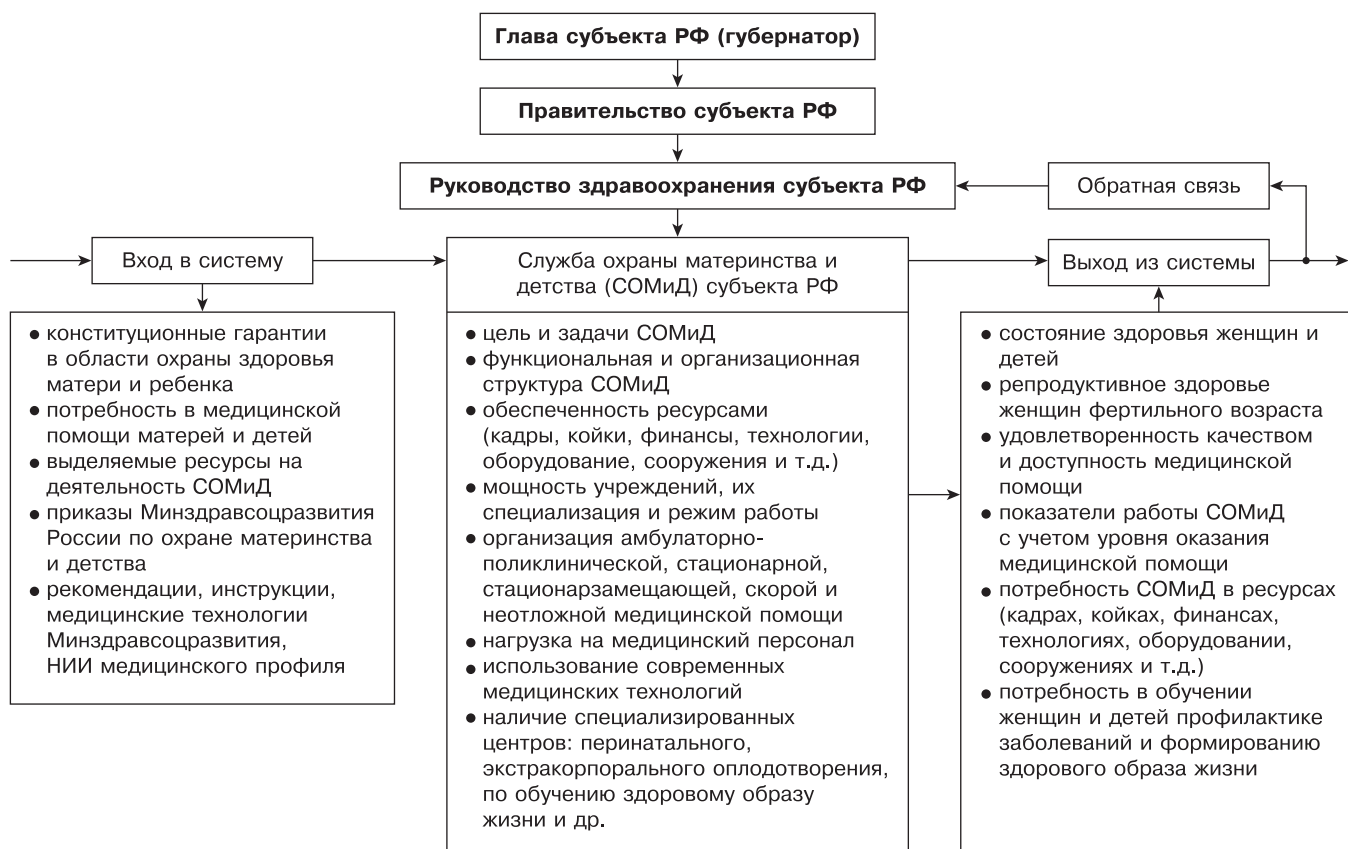 Глава субъекта РФ (губернатор)
Правительство субъекта РФ
Руководство здравоохранения субъекта РФ
Обратная связь
Вход в систему
Служба охраны материнства и
детства (СОМиД) субъекта РФ
Выход из системы
● конституционные гарантии
в области охраны здоровья
матери и ребенка
● потребность в медицинской
помощи матерей и детей
● выделяемые ресурсы на
деятельность СОМиД
● приказы Минздравсоцразвития
России по охране материнства
и детства
● рекомендации, инструкции,
медицинские технологии
Минздравсоцразвития,
НИИ медицинского профиля
● цель и задачи СОМиД
● функциональная и организационная
структура СОМиД
● обеспеченность ресурсами
(кадры, койки, финансы, технологии,
оборудование, сооружения и т.д.)
● мощность учреждений, их
специализация и режим работы
● организация амбулаторно-
поликлинической, стационарной,
стационарзамещающей, скорой и
неотложной медицинской помощи
● нагрузка на медицинский персонал
● использование современных
медицинских технологий
● наличие специализированных
центров: перинатального,
экстракорпорального оплодотворения,
по обучению здоровому образу
жизни и др.
● состояние здоровья женщин и
детей
● репродуктивное здоровье
женщин фертильного возраста
● удовлетворенность качеством
и доступность медицинской
помощи
● показатели работы СОМиД
с учетом уровня оказания
медицинской помощи
● потребность СОМиД в ресурсах
(кадрах, койках, финансах,
технологиях, оборудовании,
сооружениях и т.д.)
● потребность в обучении
женщин и детей профилактике
заболеваний и формированию
здорового образа жизни